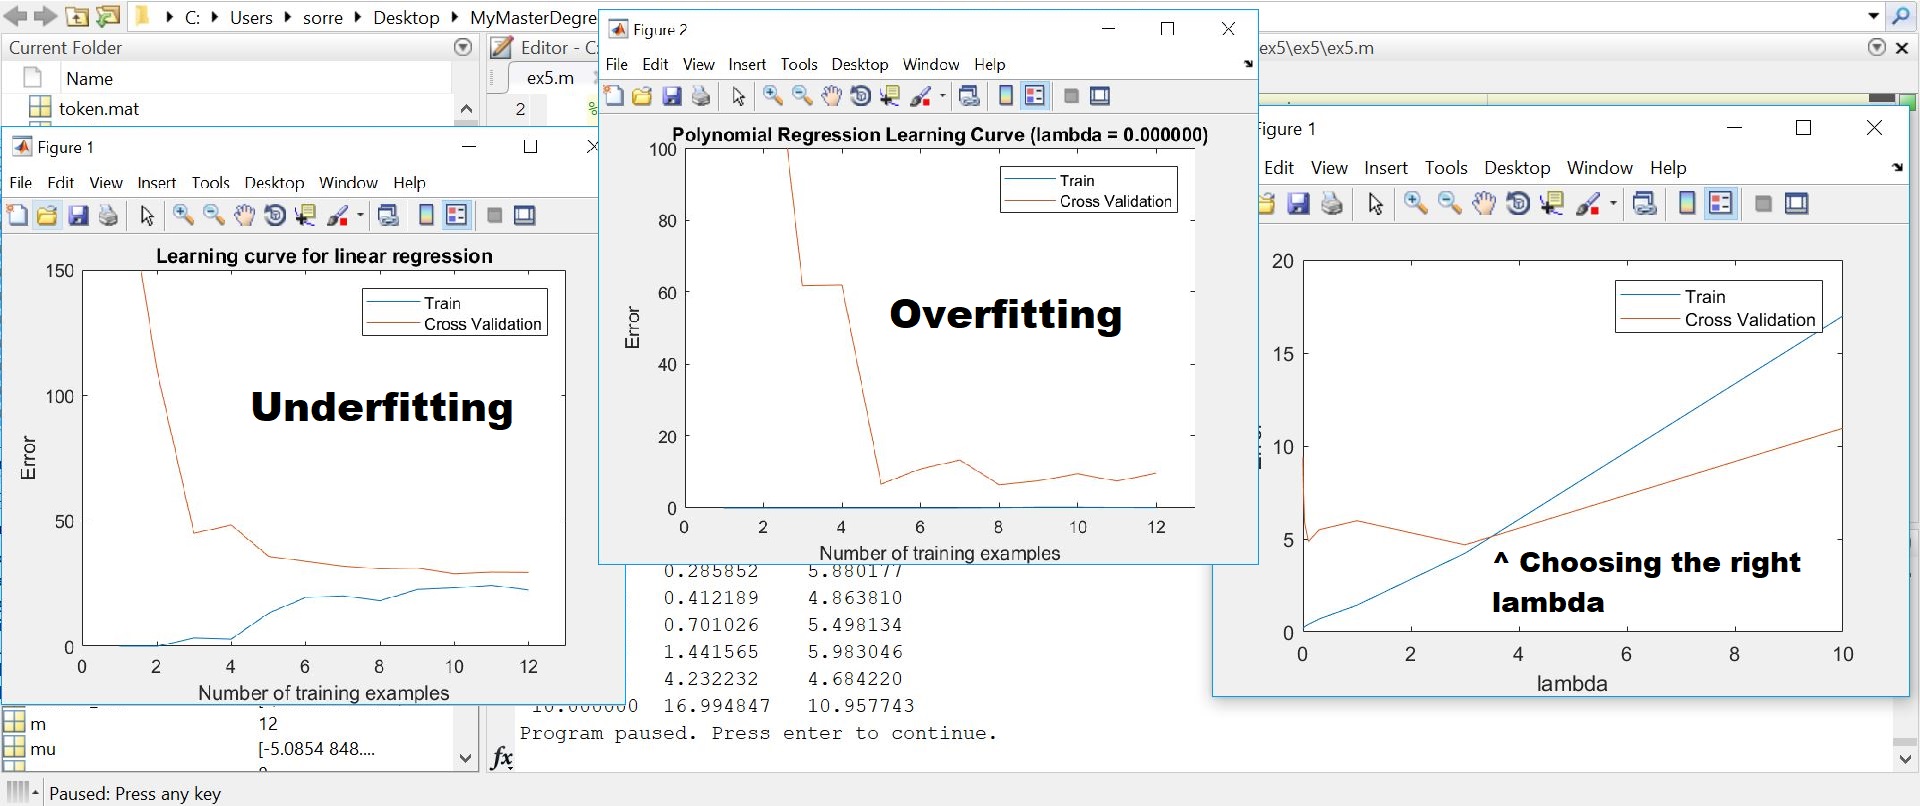 C: Users sorre Desktop MyMasterDegre
Current Folder
Name
token.mat
Editor - C:
ex5\ex5\ex5.m
ex5.m
2
%
Figure 1
File Edit View Insert Tools Desktop Window Help
Learning curve for linear regression
150
100
50
0
Error
Train
Cross Validation
Underfitting
0 2 4 6 8 10 12
Number of training examples
Figure 2
File Edit View Insert Tools Desktop Window Help
Polynomial Regression Learning Curve (lambda = 0.000000)
100
80
60
40
20
0
Error
Train
Cross Validation
Overfitting
0 2 4 6 8 10 12
Number of training examples
Figure 1
Edit View Insert Tools Desktop Window Help
20
15
10
5
0
Train
Cross Validation
^ Choosing the right
lambda
0 2 4 6 8 10
lambda
0.285852 5.880177
0.412189 4.863810
0.701026 5.498134
1.441565 5.983046
4.232232 4.684220
10.000000 16.994847 10.957743
Program paused. Press enter to continue.
fx
m 12
mu [-5.0854 848....
Paused: Press any key